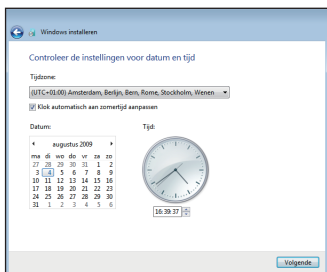 Windows installeren
Controleer de instellingen voor datum en tijd
Tijdzone:
(UTC+01:00) Amsterdam, Berlijn, Bern, Rome, Stockholm, Wenen
Klok automatisch aan zomertijd aanpassen
Datum:
Tijd:
augustus 2009
ma di wo do vr za zo
27 28 29 30 31 1 2
3 4 5 6 7 8 9
10 11 12 13 14 15 16
17 18 19 20 21 22 23
24 25 26 27 28 29 30
31 1 2 3 4 5 6
16:39:37
Volgende